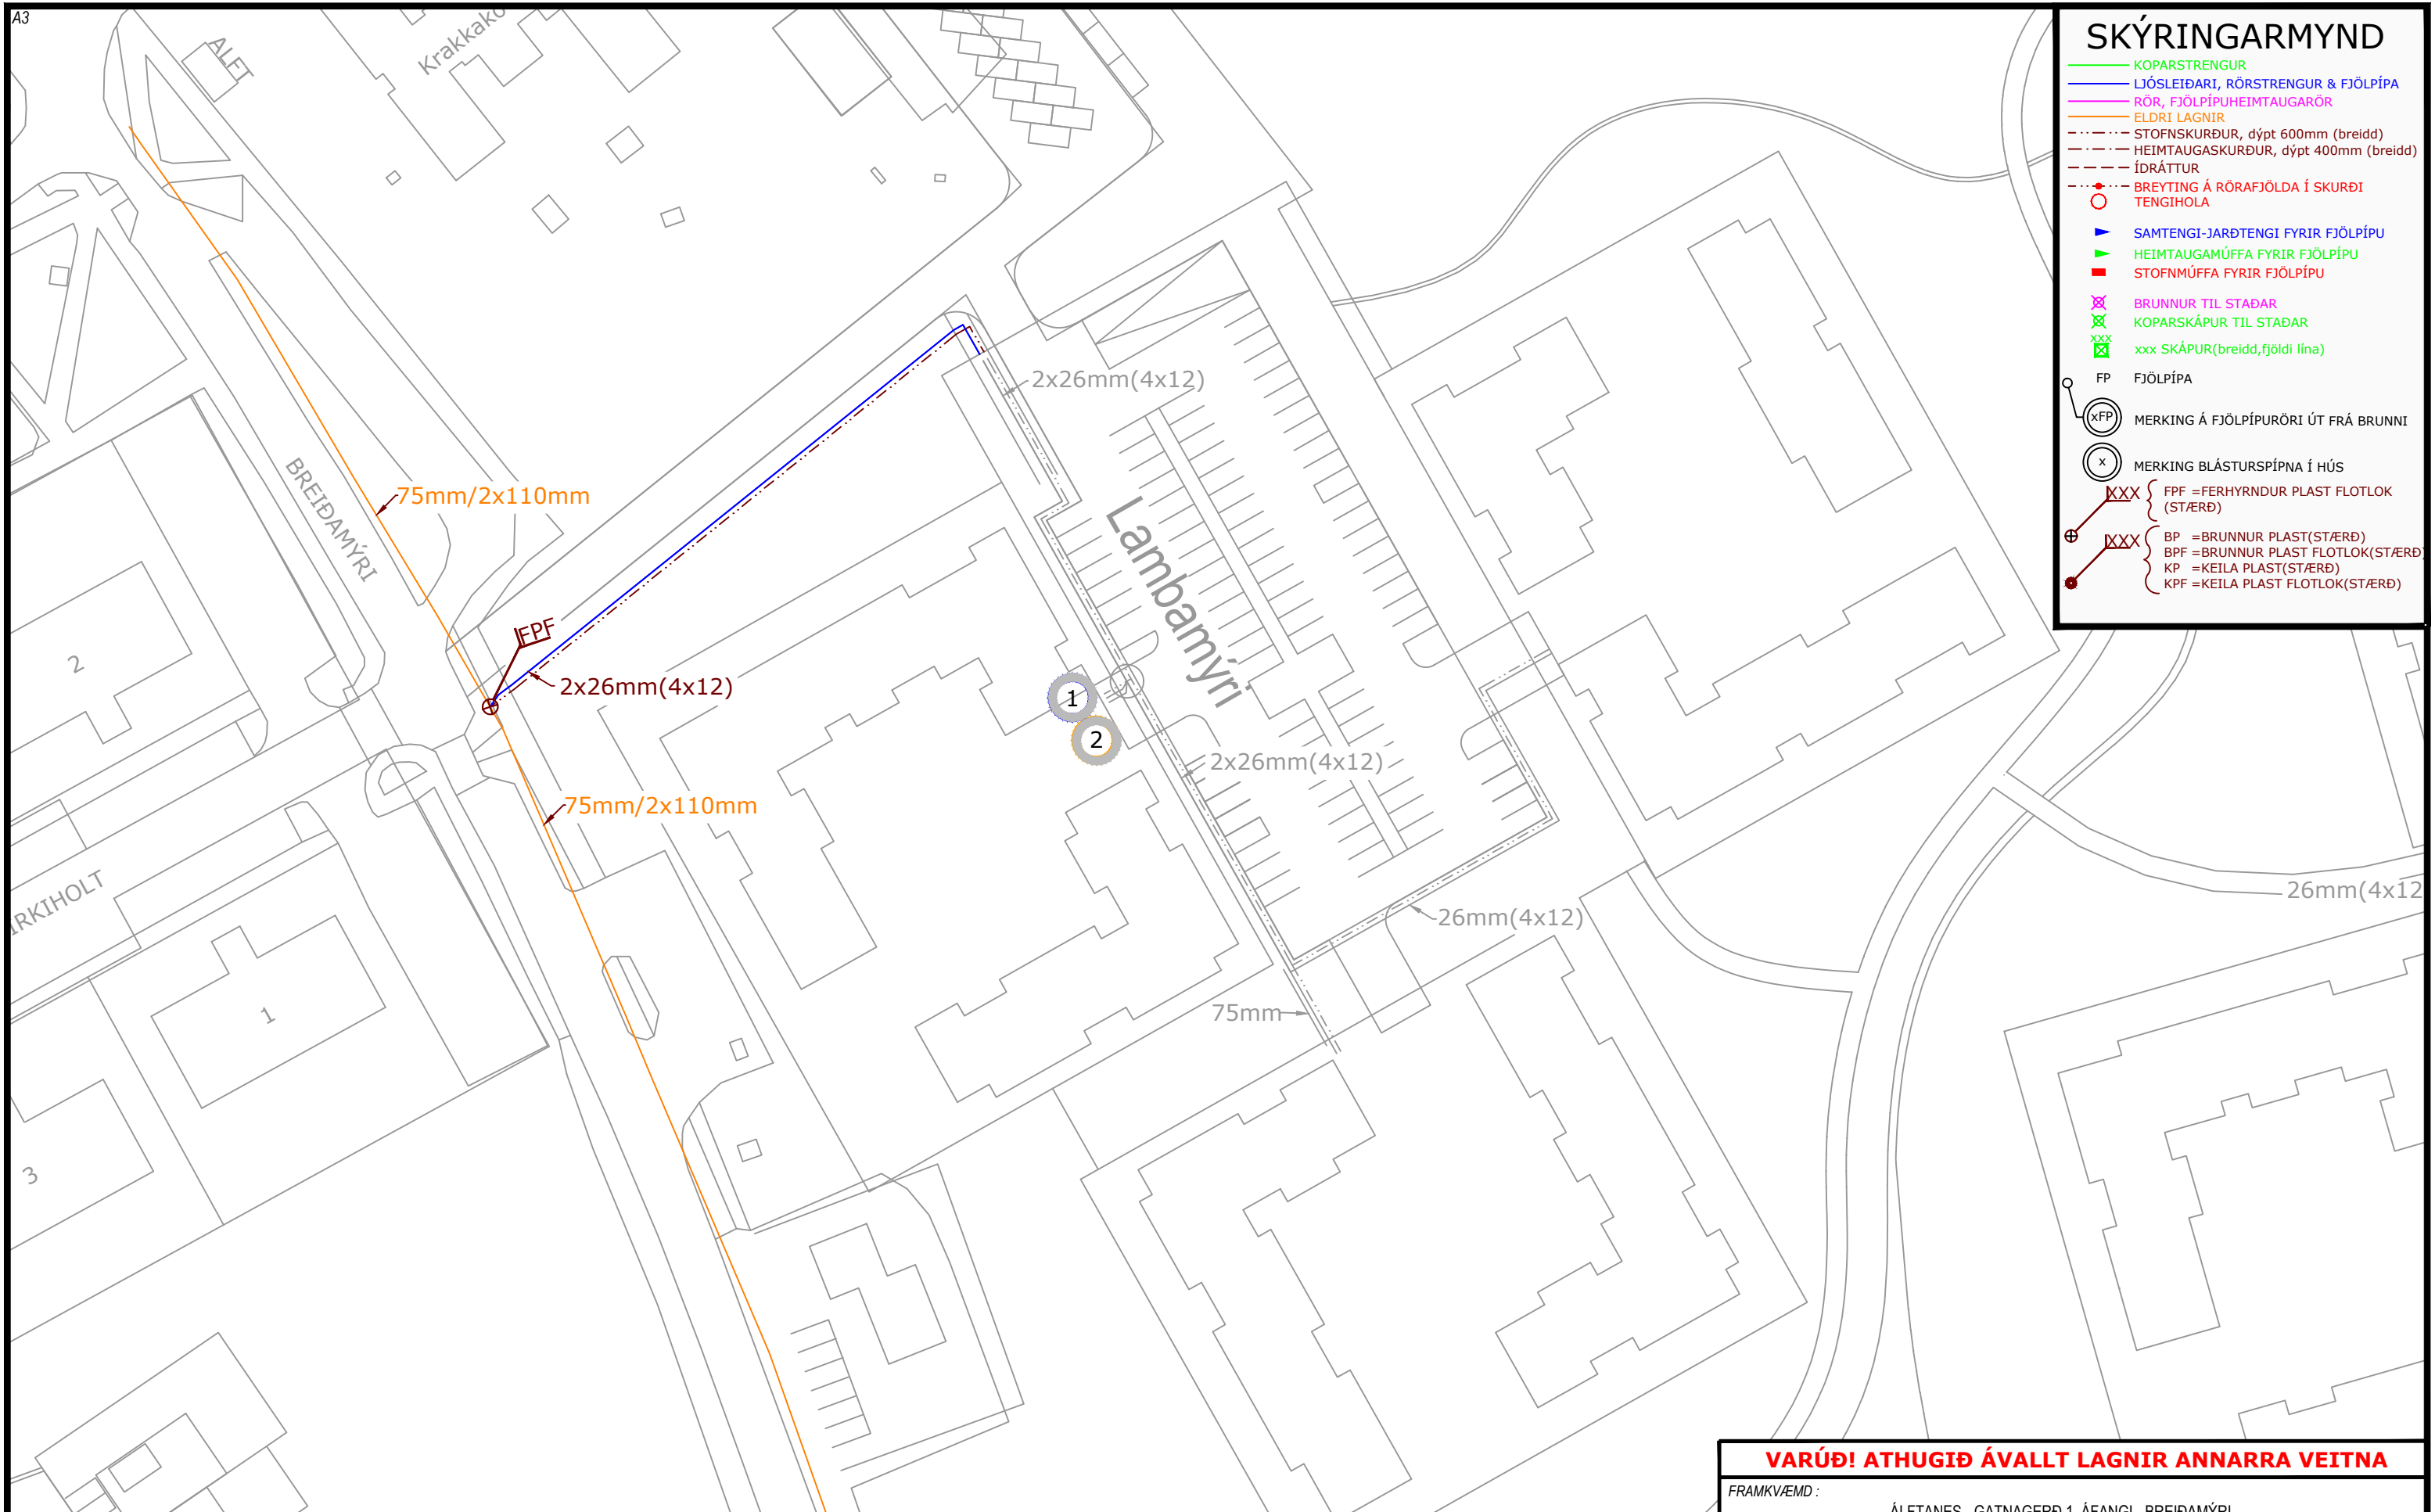 A3
ÁLFT
SKÝRINGARMYND
KOPARSTRENGUR
LJÓSLEIÐARI, RÖRSTRENGUR & FJÖLPÍPA
RÖR, FJÖLPÍPUHEIMTAUGARÖR
ELDRI LAGNIR
STOFNSKURÐUR, dýpt 600mm (breidd)
HEIMTAUGASKURÐUR, dýpt 400mm (breidd)
ÍDRÁTTUR
BREYTING Á RÖRAFJÖLDA Í SKURÐI
TENGIHOLA
SAMTENGI-JARÐTENGI FYRIR FJÖLPÍPU
HEIMTAUGAMÚFFA FYRIR FJÖLPÍPU
STOFNMÚFFA FYRIR FJÖLPÍPU
BRUNNUR TIL STAÐAR
KOPARSKÁPUR TIL STAÐAR
xxx
xxx SKÁPUR(breidd,fjöldi lína)
FP FJÖLPÍPA
xFP MERKING Á FJÖLPÍPURÖRI ÚT FRÁ BRUNNI
x MERKING BLÁSTURSPÍPNA Í HÚS
XXX FPF =FERHYRNDUR PLAST FLOTLOK
(STÆRÐ)
XXX BP =BRUNNUR PLAST(STÆRÐ)
BPF =BRUNNUR PLAST FLOTLOK(STÆRÐ)
KP =KEILA PLAST(STÆRÐ)
KPF =KEILA PLAST FLOTLOK(STÆRÐ)
2x26mm(4x12)
75mm/2x110mm
BREIÐAMÝRI
Lambamýri
FPF
2
2x26mm(4x12)
1
2
2x26mm(4x12)
75mm/2x110mm
26mm(4x12
26mm(4x12)
75mm
1
3
VARÚÐ! ATHUGIÐ ÁVALLT LAGNIR ANNARRA VEITNA
FRAMKVÆMD :